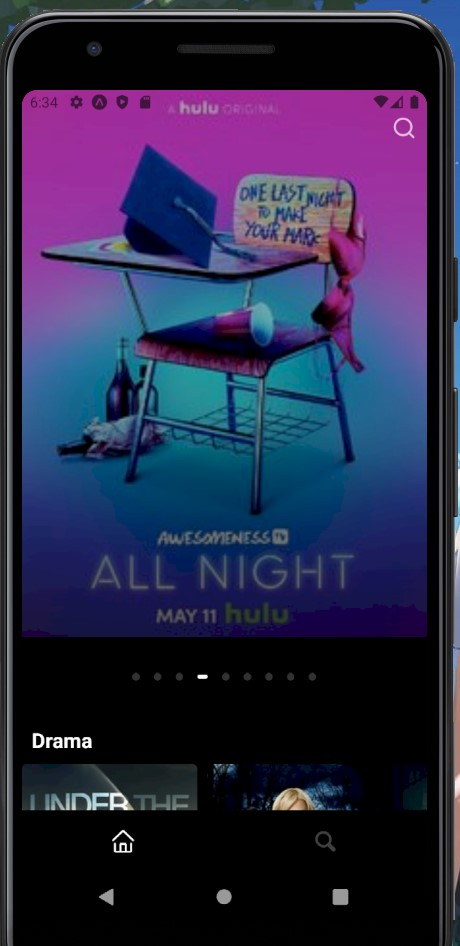 6:34
A hulu ORIGINAL
ONE LAST NIGHT
TO MAKE
YOUR MARK
AWESOMENESS TV
ALL NIGHT
MAY 11 hulu
Drama
UNDER THE